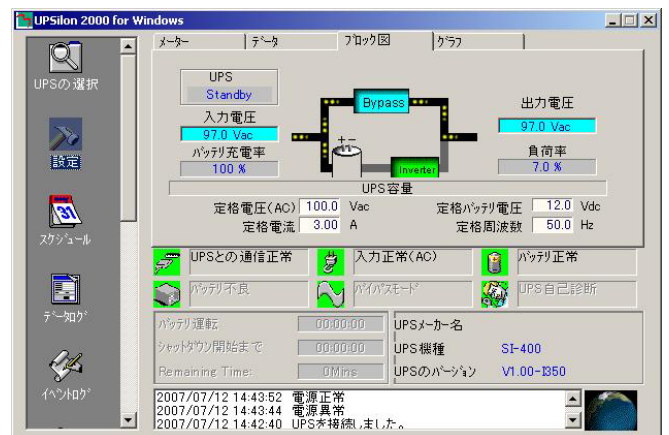 UPSilon 2000 for Windows
メーター データ ブロック図 グラフ
UPSの選択
設定
スケジュール
データログ
イベントログ
UPS
Standby
入力電圧
97.0 Vac
バッテリ充電率
100 %
Bypass
+ -
Inverter
出力電圧
97.0 Vac
負荷率
7.0 %
UPS容量
定格電圧(AC) 100.0 Vac 定格バッテリ電圧 12.0 Vdc
定格電流 3.00 A 定格周波数 50.0 Hz
UPSとの通信正常 入力正常(AC) バッテリ正常
バッテリ不良 バイパスモード UPS自己診断
バッテリ運転 00:00:00
シャットダウン開始まで 00:00:00
Remaining Time: 0Mins
UPSメーカー名
UPS機種 SI-400
UPSのバージョン V1.00-I350
2007/07/12 14:43:52 電源正常
2007/07/12 14:43:44 電源異常
2007/07/12 14:42:40 UPSを接続しました。
31